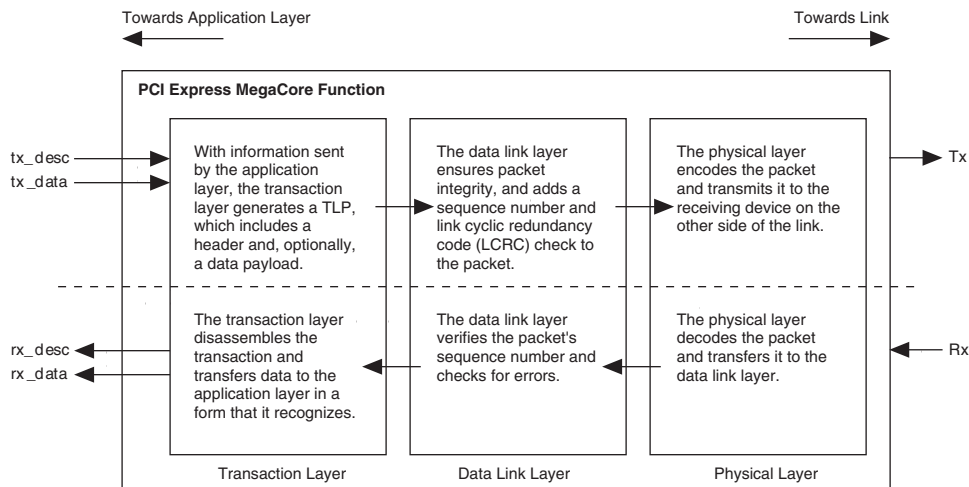 Towards Application Layer
Towards Link
PCI Express MegaCore Function
tx_desc
tx_data
With information sent
by the application
layer, the transaction
layer generates a TLP,
which includes a
header and, optionally,
a data payload.
The data link layer
ensures packet
integrity, and adds a
sequence number and
link cyclic redundancy
code (LCRC) check to
the packet.
The physical layer
encodes the packet
and transmits it to the
receiving device on the
other side of the link.
Tx
rx_desc
rx_data
The transaction layer
disassembles the
transaction and
transfers data to the
application layer in a
form that it recognizes.
The data link layer
verifies the packet's
sequence number and
checks for errors.
The physical layer
decodes the packet
and transfers it to the
data link layer.
Rx
Transaction Layer
Data Link Layer
Physical Layer